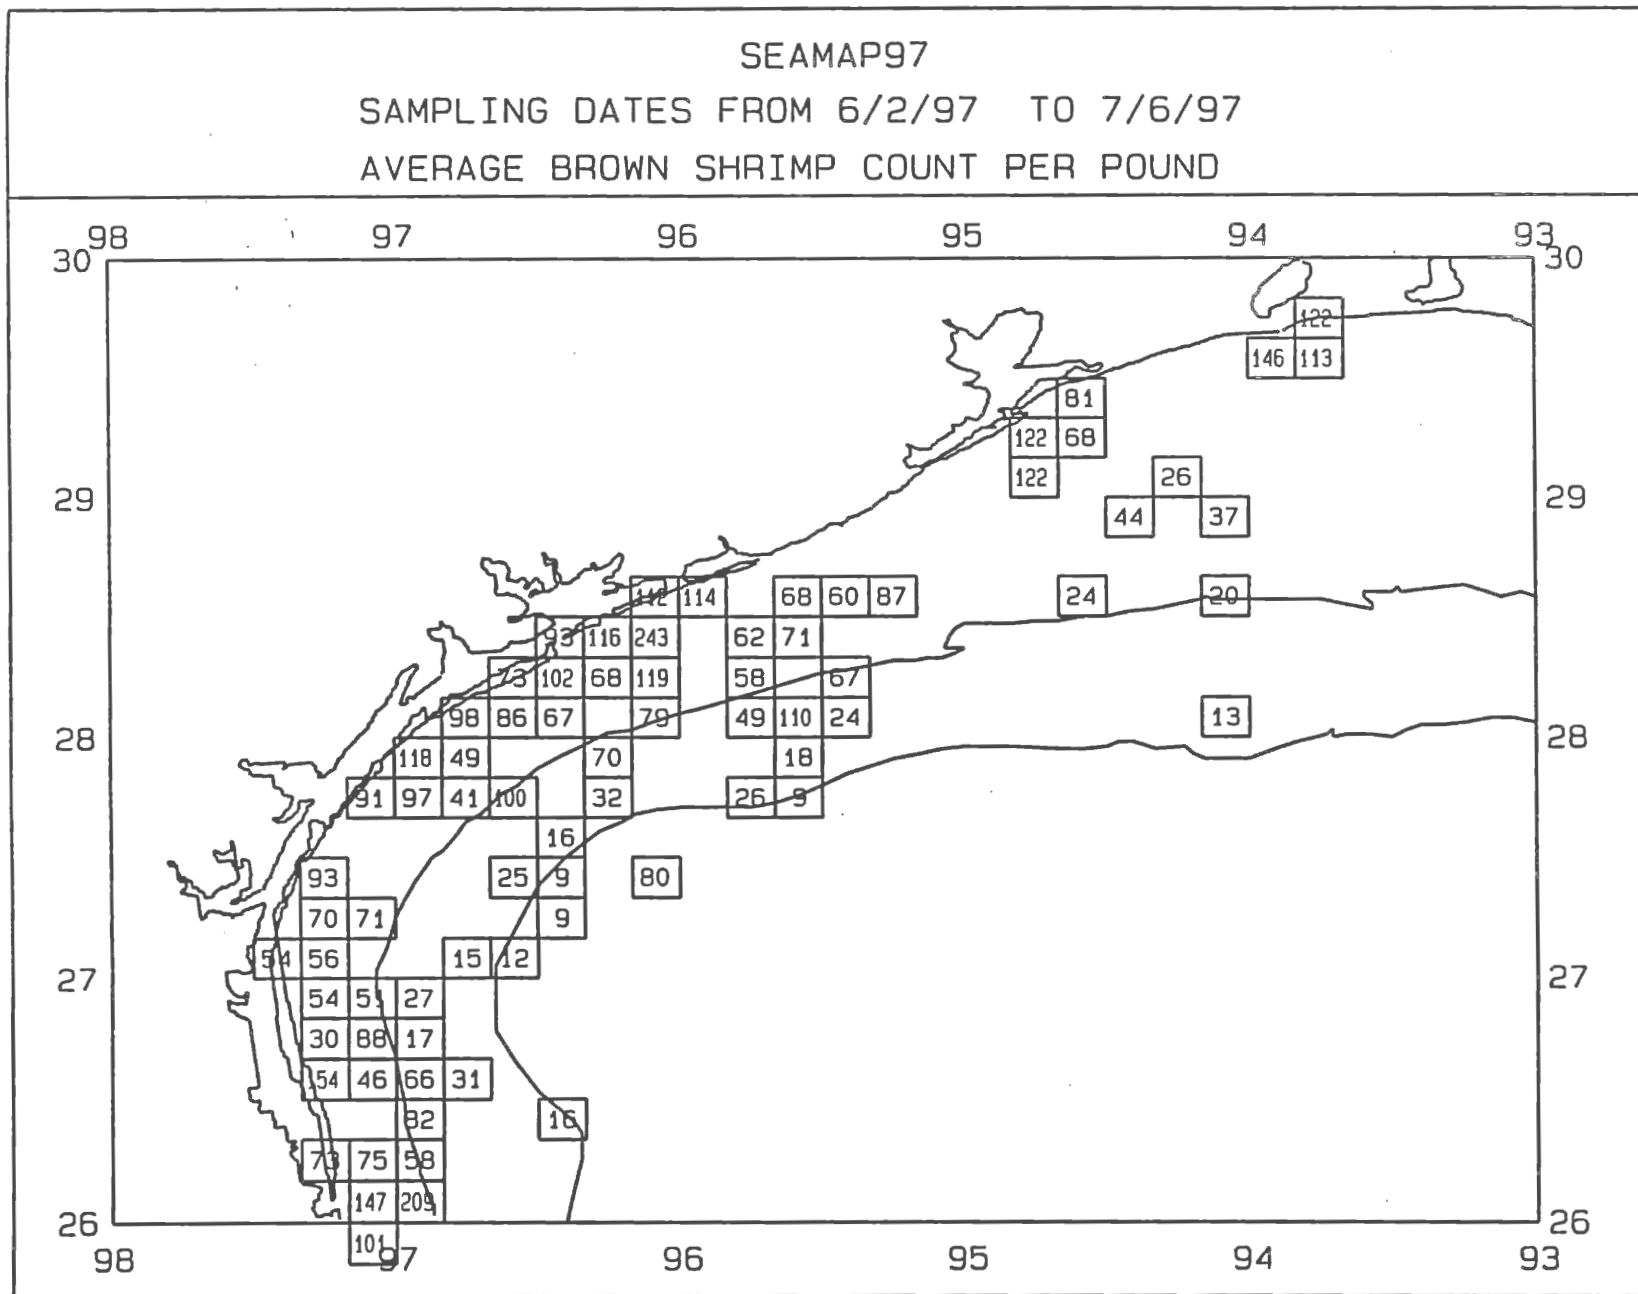 SEAMAP97
SAMPLING DATES FROM 6/2/97 TO 7/6/97
AVERAGE BROWN SHRIMP COUNT PER POUND
98 97 96 95 94 93
30 30
122
146 113
81
122 68
122 26
29 29
44 37
112 114 68 60 87 24 20
93 116 243 62 71
73 102 68 119 58 67
98 86 67 79 49 110 24 13
28 28
118 49 70 18
91 97 41 100 32 26 9
16
93 25 9 80
70 71 9
54 56 15 12
27 27
54 51 27
30 88 17
54 46 66 31
82 16
73 75 58
147 209
26 26
101
98 97 96 95 94 93